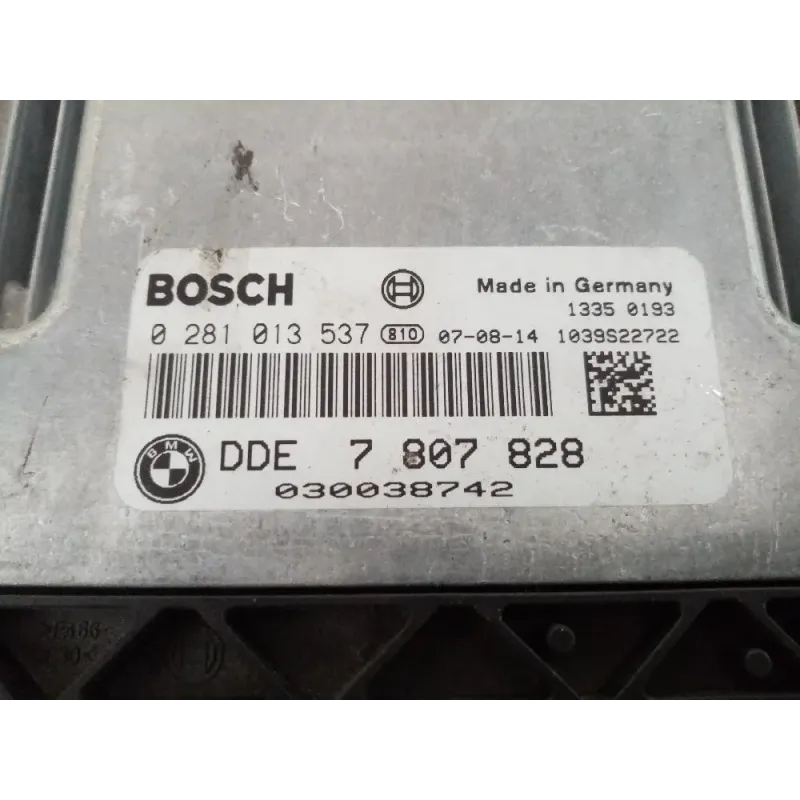 BOSCH
Made in Germany
1335 0193
0 281 013 537 810 07-08-14 1039S22722
BMW
DDE 7 807 828
030038742